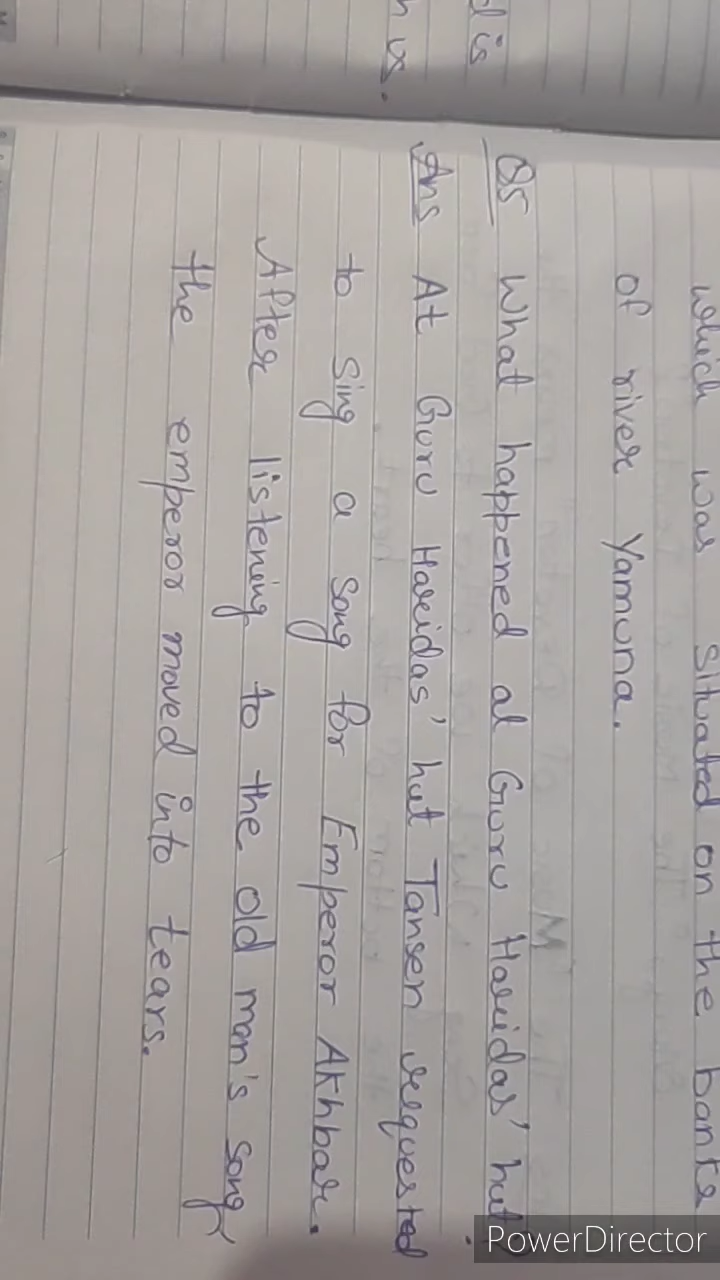 d is
h us.
which was situated on the banks
of river Yamuna.
Q5 What happened at Guru Haridas' hut?
Ans At Guru Haridas' hut Tansen requested
to sing a song for Emperor Akhbar.
After listening to the old man's song
the emperor moved into tears.
PowerDirector